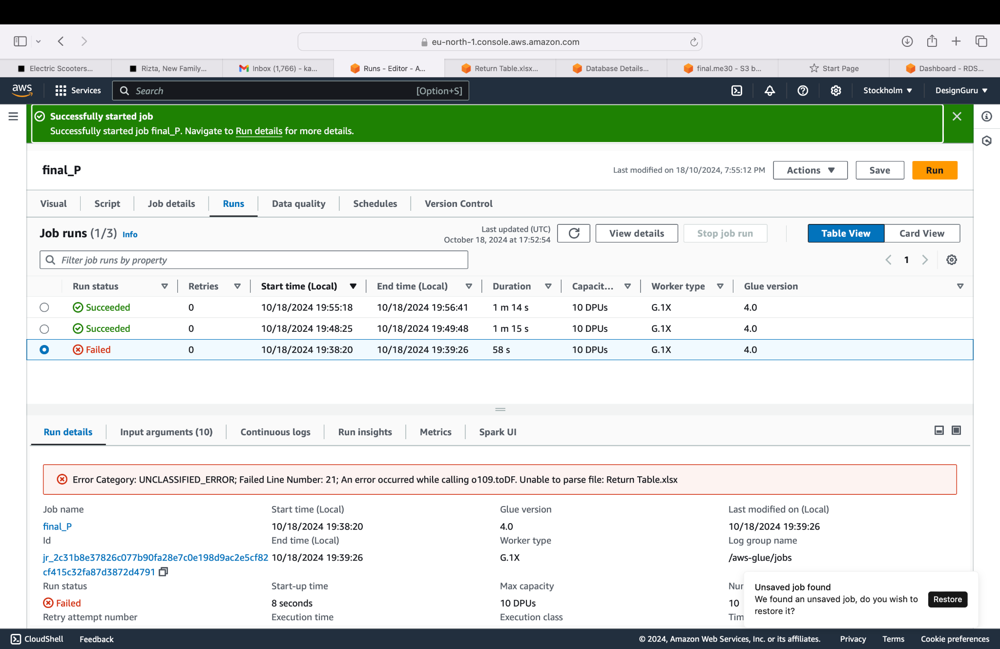 eu-north-1.console.aws.amazon.com
Electric Scooters...
Rizta, New Family...
Inbox (1,766) - ka...
Runs - Editor - A...
Return Table.xlsx...
Database Details...
final.me30 - S3 b...
Start Page
Dashboard - RDS...
aws
Services
Search
[Option+S]
Stockholm
DesignGuru
Successfully started job
Successfully started job final_P. Navigate to Run details for more details.
final_P
Last modified on 18/10/2024, 7:55:12 PM
Actions
Save
Run
Visual
Script
Job details
Runs
Data quality
Schedules
Version Control
Job runs (1/3) Info
Last updated (UTC)
October 18, 2024 at 17:52:54
View details
Stop job run
Table View
Card View
Filter job runs by property
1
Run status Retries Start time (Local) End time (Local) Duration Capacit... Worker type Glue version
Succeeded 0 10/18/2024 19:55:18 10/18/2024 19:56:41 1 m 14 s 10 DPUs G.1X 4.0
Succeeded 0 10/18/2024 19:48:25 10/18/2024 19:49:48 1 m 15 s 10 DPUs G.1X 4.0
Failed 0 10/18/2024 19:38:20 10/18/2024 19:39:26 58 s 10 DPUs G.1X 4.0
Run details
Input arguments (10)
Continuous logs
Run insights
Metrics
Spark UI
Error Category: UNCLASSIFIED_ERROR; Failed Line Number: 21; An error occurred while calling o109.toDF. Unable to parse file: Return Table.xlsx
Job name
final_P
Id
jr_2c31b8e37826c077b90fa28e7c0e198d9ac2e5cf82
cf415c32fa87d3872d4791
Run status
Failed
Retry attempt number
Start time (Local)
10/18/2024 19:38:20
End time (Local)
10/18/2024 19:39:26
Start-up time
8 seconds
Execution time
Glue version
4.0
Worker type
G.1X
Max capacity
10 DPUs
Execution class
Last modified on (Local)
10/18/2024 19:39:26
Log group name
/aws-glue/jobs
10
Unsaved job found
We found an unsaved job, do you wish to
restore it?
Restore
CloudShell
Feedback
© 2024, Amazon Web Services, Inc. or its affiliates.
Privacy
Terms
Cookie preferences